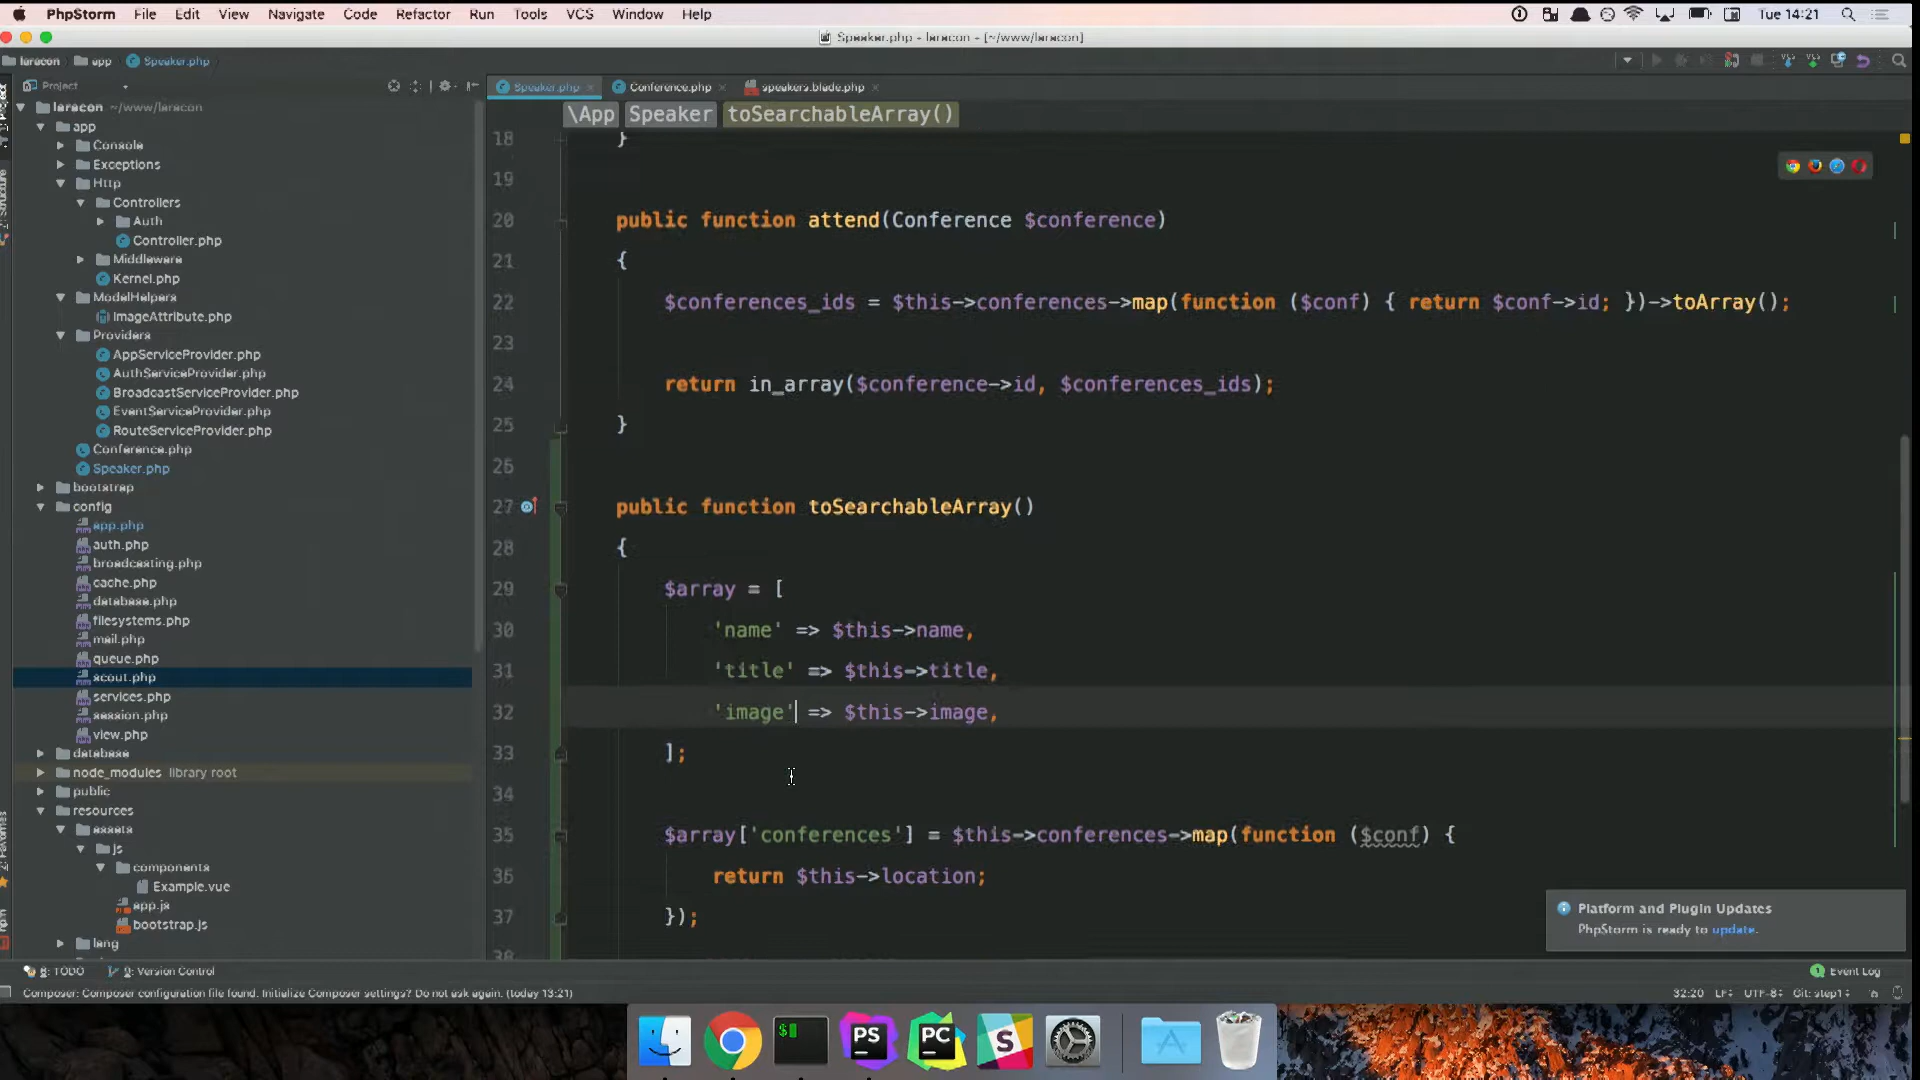 PhpStorm File Edit View Navigate Code Refactor Run Tools VCS Window Help Tue 14:21
Speaker.php - laracon - [~/www/laracon]
laracon app Speaker.php
Project
Speaker.php Conference.php speakers.blade.php
\App Speaker toSearchableArray()
laracon ~/www/laracon
app
Console
Exceptions
Http
Controllers
Auth
Controller.php
Middleware
Kernel.php
ModelHelpers
ImageAttribute.php
Providers
AppServiceProvider.php
AuthServiceProvider.php
BroadcastServiceProvider.php
EventServiceProvider.php
RouteServiceProvider.php
Conference.php
Speaker.php
bootstrap
config
app.php
auth.php
broadcasting.php
cache.php
database.php
filesystems.php
mail.php
queue.php
scout.php
services.php
session.php
view.php
database
node_modules library root
public
resources
assets
js
components
Example.vue
app.js
bootstrap.js
lang
18 }
19
20 public function attend(Conference $conference)
21 {
22 $conferences_ids = $this->conferences->map(function ($conf) { return $conf->id; })->toArray();
23
24 return in_array($conference->id, $conferences_ids);
25 }
26
27 public function toSearchableArray()
28 {
29 $array = [
30 'name' => $this->name,
31 'title' => $this->title,
32 'image' => $this->image,
33 ];
34
35 $array['conferences'] = $this->conferences->map(function ($conf) {
36 return $this->location;
37 });
38
Platform and Plugin Updates
PhpStorm is ready to update.
6: TODO 9: Version Control 1 Event Log
Composer: Composer configuration file found. Initialize Composer settings? Do not ask again. (today 13:21) 32:20 LF UTF-8 Git: step1
$ PS PC S